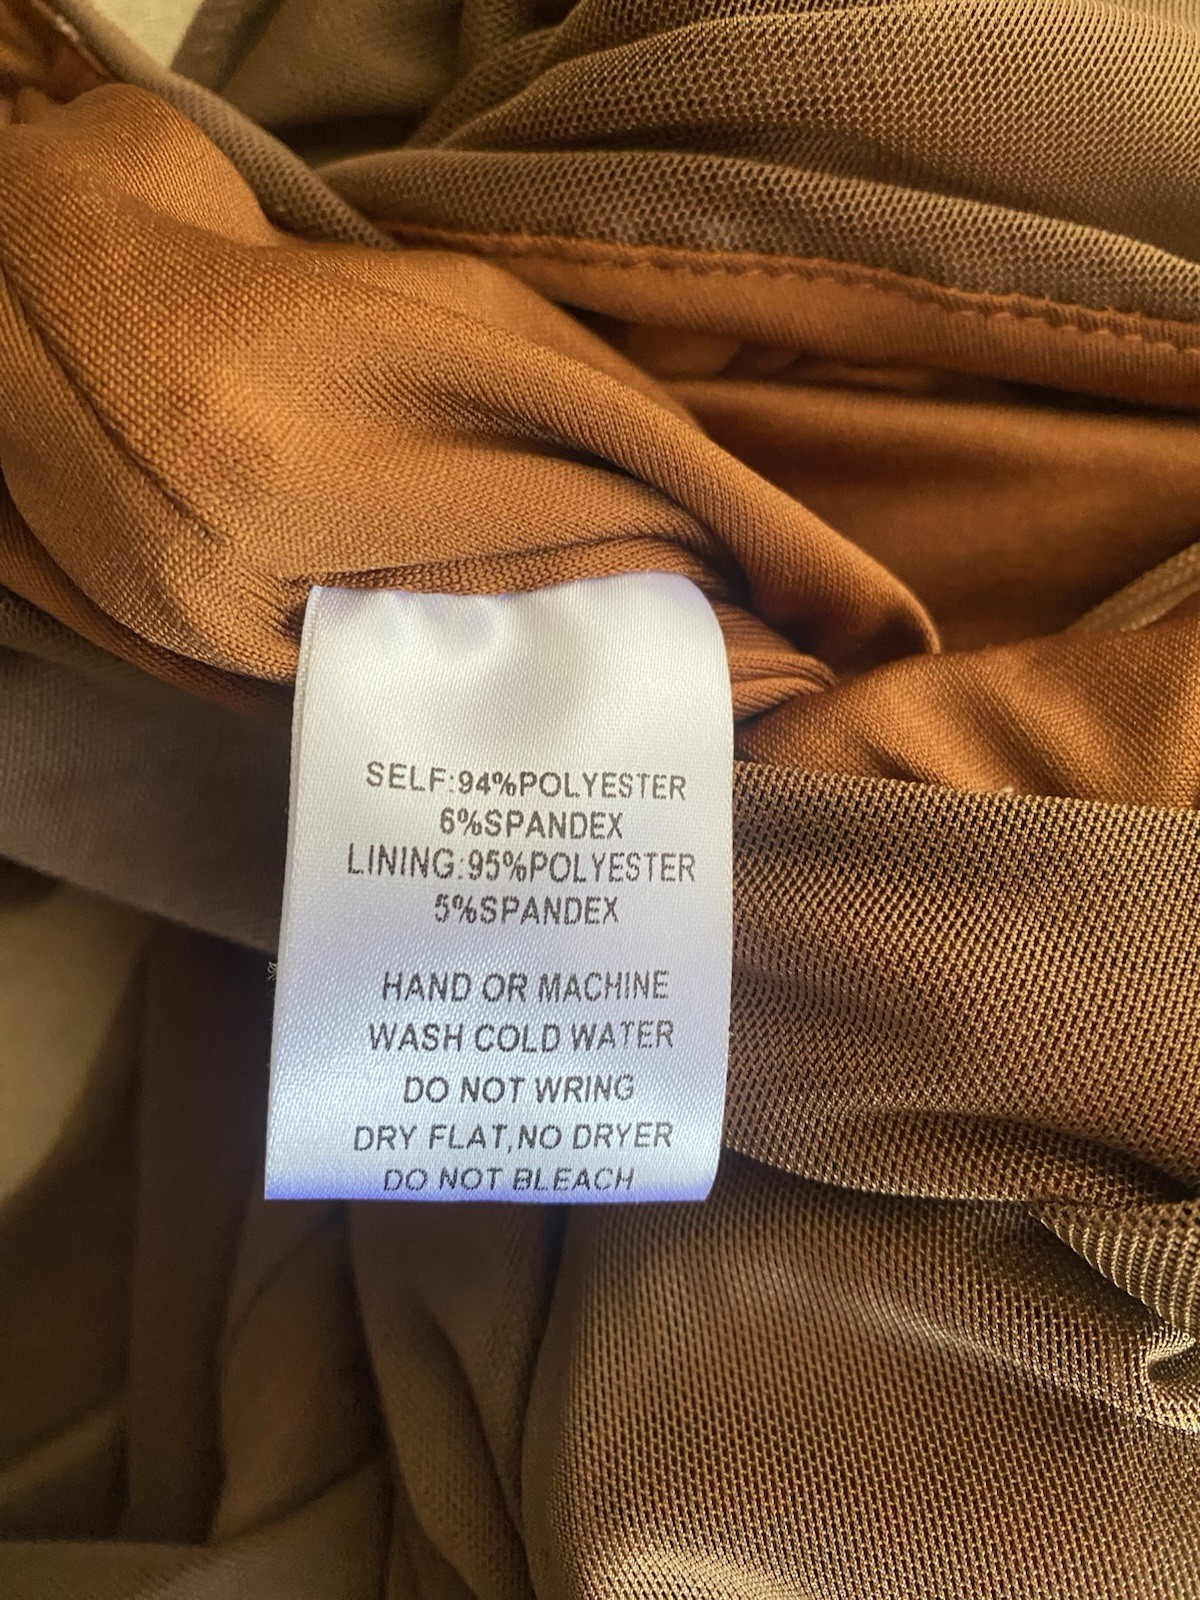 SELF:94%POLYESTER
6%SPANDEX
LINING:95%POLYESTER
5%SPANDEX
HAND OR MACHINE
WASH COLD WATER
DO NOT WRING
DRY FLAT,NO DRYER
DO NOT BLEACH